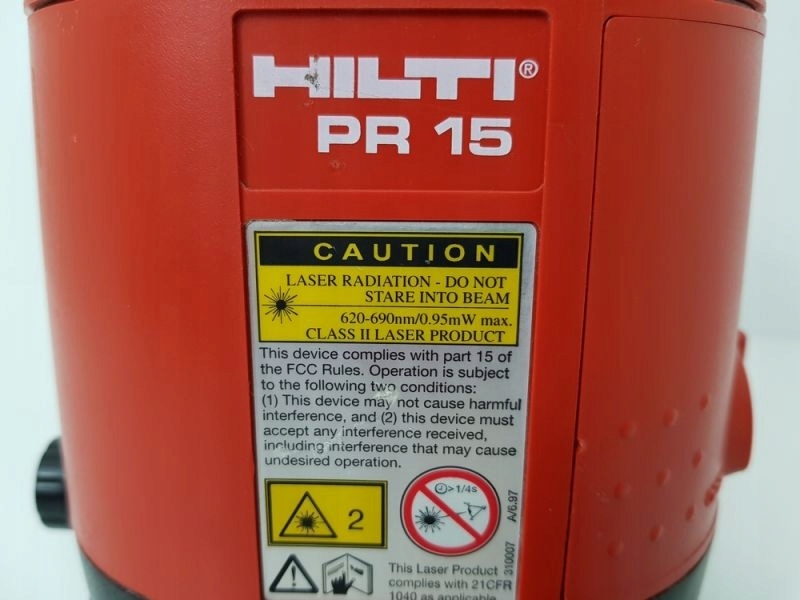 HILTI®
PR 15
CAUTION
LASER RADIATION - DO NOT
STARE INTO BEAM
620-690nm/0.95mW max.
CLASS II LASER PRODUCT
This device complies with part 15 of
the FCC Rules. Operation is subject
to the following two conditions:
(1) This device may not cause harmful
interference, and (2) this device must
accept any interference received,
including interference that may cause
undesired operation.
2
>1/4s
310007 A/6.97
This Laser Product
complies with 21CFR
1040 as applicable